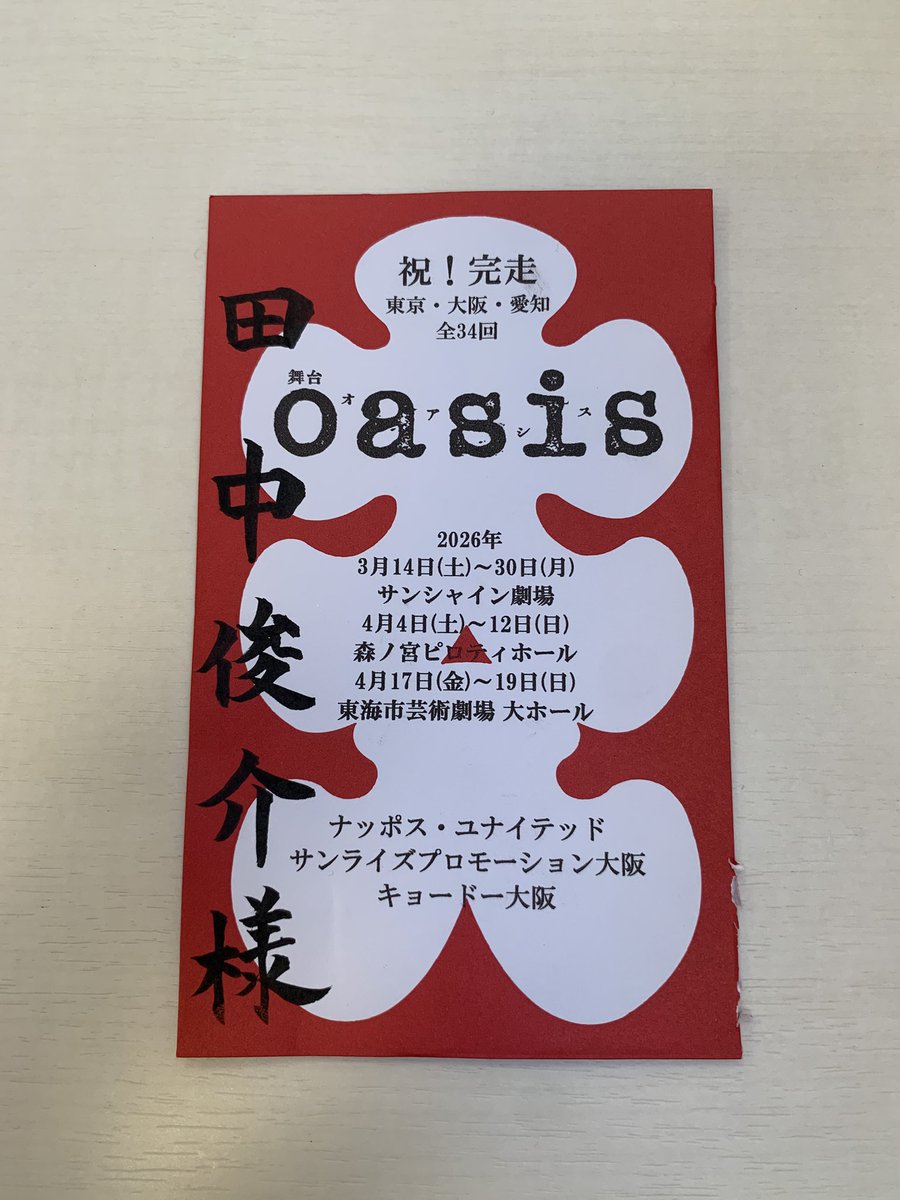 祝！完走
東京・大阪・愛知
全34回
舞台
oasis
オアシス
2026年
3月14日(土)～30日(月)
サンシャイン劇場
4月4日(土)～12日(日)
森ノ宮ピロティホール
4月17日(金)～19日(日)
東海市芸術劇場 大ホール
ナッポス・ユナイテッド
サンライズプロモーション大阪
キョードー大阪
田中俊介様